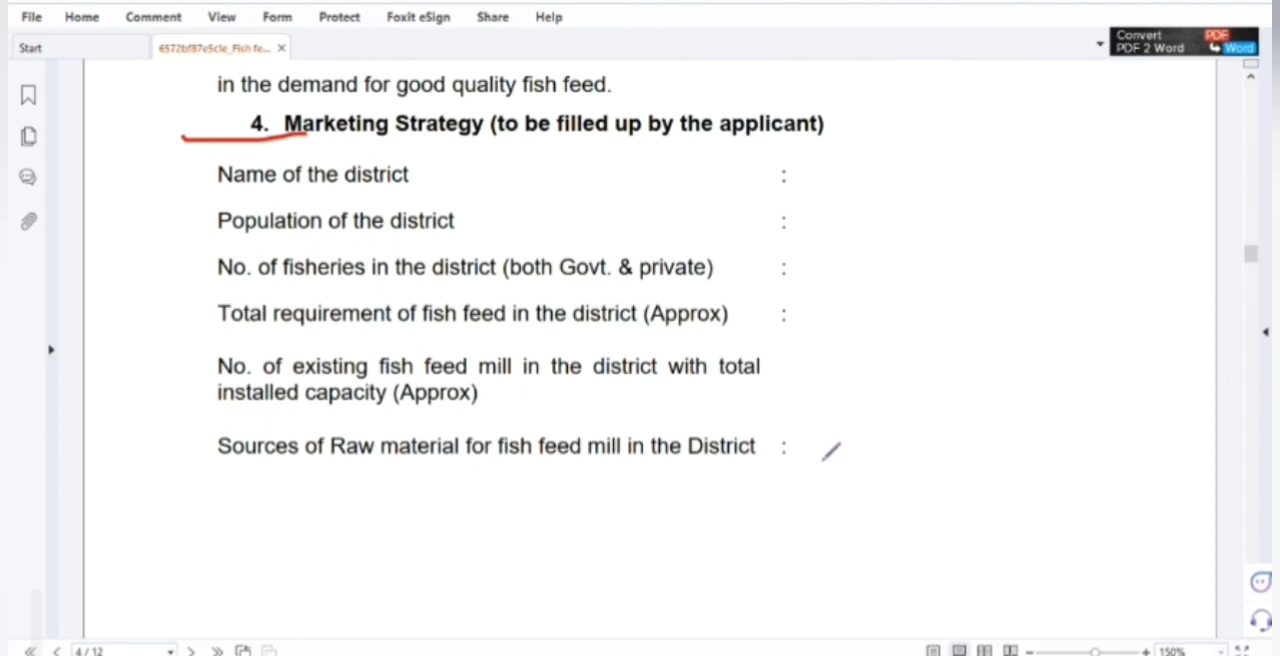 File Home Comment View Form Protect Foxit eSign Share Help
Start 6572bf87e5c1e_Fish fe... ×
Convert PDF
PDF 2 Word Word
in the demand for good quality fish feed.
4. Marketing Strategy (to be filled up by the applicant)
Name of the district :
Population of the district :
No. of fisheries in the district (both Govt. & private) :
Total requirement of fish feed in the district (Approx) :
No. of existing fish feed mill in the district with total
installed capacity (Approx)
Sources of Raw material for fish feed mill in the District :
4 / 12 150%